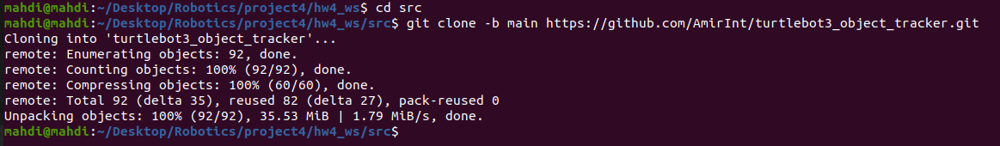 mahdi@mahdi:~/Desktop/Robotics/project4/hw4_ws$ cd src
mahdi@mahdi:~/Desktop/Robotics/project4/hw4_ws/src$ git clone -b main https://github.com/AmirInt/turtlebot3_object_tracker.git
Cloning into 'turtlebot3_object_tracker'...
remote: Enumerating objects: 92, done.
remote: Counting objects: 100% (92/92), done.
remote: Compressing objects: 100% (60/60), done.
remote: Total 92 (delta 35), reused 82 (delta 27), pack-reused 0
Unpacking objects: 100% (92/92), 35.53 MiB | 1.79 MiB/s, done.
mahdi@mahdi:~/Desktop/Robotics/project4/hw4_ws/src$